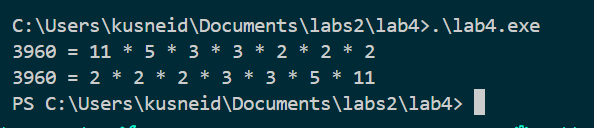 C:\Users\kusneid\Documents\labs2\lab4>.\lab4.exe
3960 = 11 * 5 * 3 * 3 * 2 * 2 * 2
3960 = 2 * 2 * 2 * 3 * 3 * 5 * 11
PS C:\Users\kusneid\Documents\labs2\lab4>